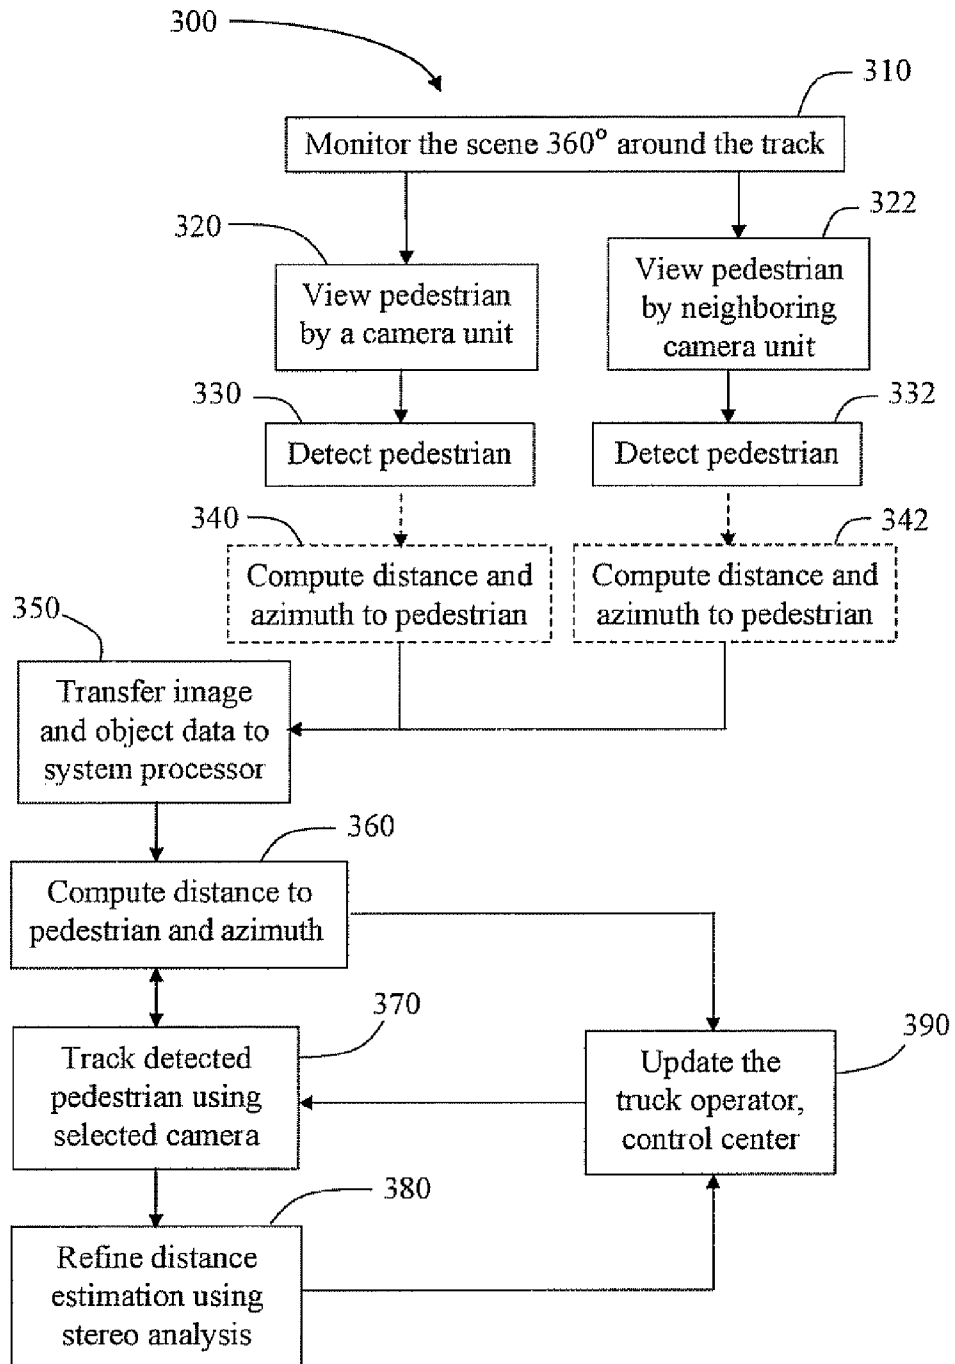 300
310
Monitor the scene 360° around the track
320
322
View pedestrian
by a camera unit
View pedestrian
by neighboring
camera unit
330
332
Detect pedestrian
Detect pedestrian
340
342
Compute distance and
azimuth to pedestrian
Compute distance and
azimuth to pedestrian
350
Transfer image
and object data to
system processor
360
Compute distance to
pedestrian and azimuth
370
390
Track detected
pedestrian using
selected camera
Update the
truck operator,
control center
380
Refine distance
estimation using
stereo analysis